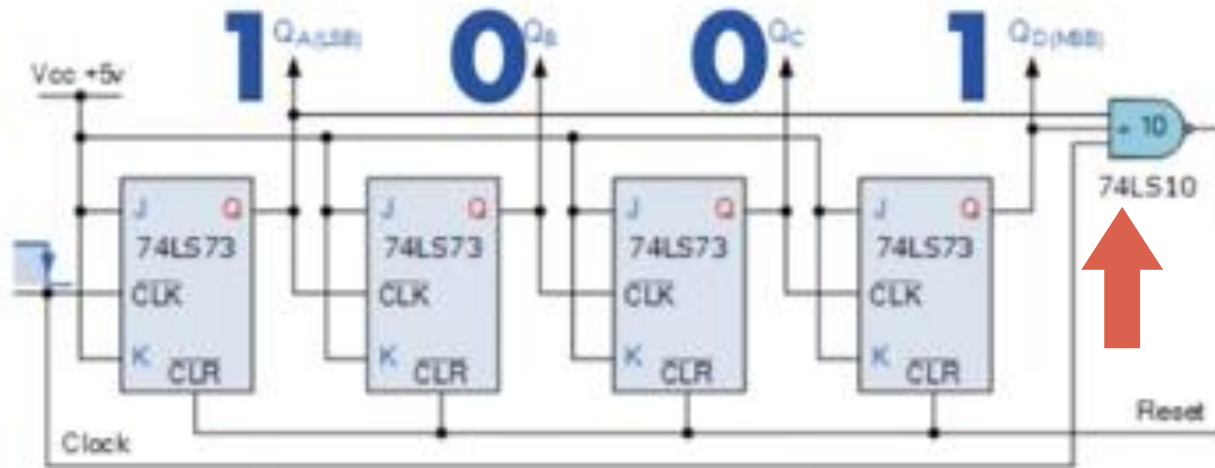 1 QA(LSB) 0 QB 0 QC 1 QD(MSB)
Vcc +5v
÷ 10
74LS10
J Q J Q J Q J Q
74LS73 74LS73 74LS73 74LS73
CLK CLK CLK CLK
K K K K
CLR CLR CLR CLR
Reset
Clock